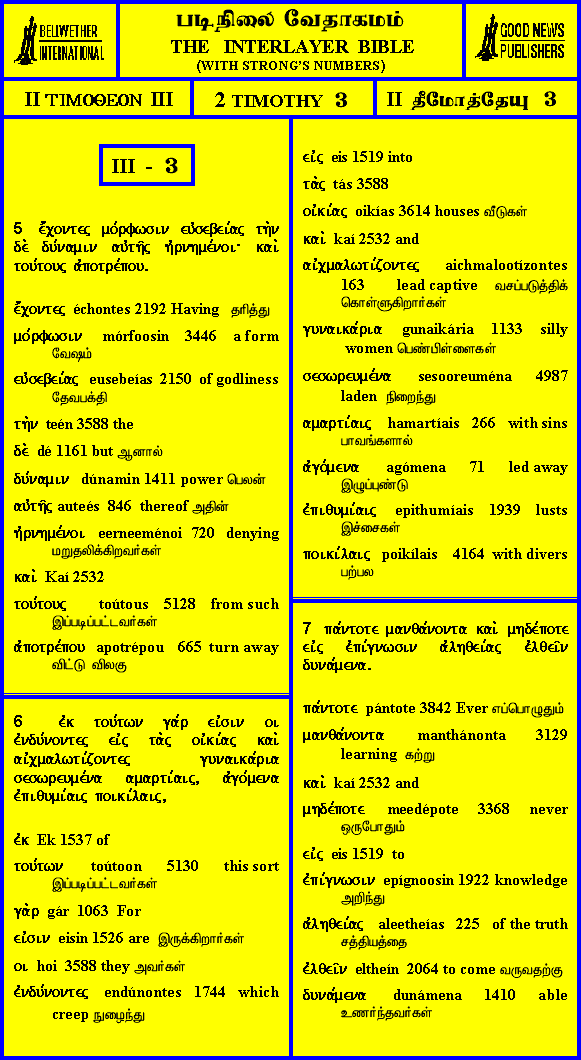 BELLWETHER
INTERNATIONAL
படிநிலை வேதாகமம்
THE INTERLAYER BIBLE
(WITH STRONG'S NUMBERS)
GOOD NEWS
PUBLISHERS
II ΤΙΜΟΘΕΟΝ III
2 TIMOTHY 3
II தீமோத்தேயு 3
III - 3
5 ἔχοντες μόρφωσιν εὐσεβείας τὴν
δὲ δύναμιν αὐτῆς ἠρνημένοι· καὶ
τούτους ἀποτρέπου.
ἔχοντες échontes 2192 Having தரித்து
μόρφωσιν mórfoosin 3446 a form
வேஷம்
εὐσεβείας eusebeías 2150 of godliness
தேவபக்தி
τὴν teén 3588 the
δὲ dé 1161 but ஆனால்
δύναμιν dúnamin 1411 power பெலன்
αὐτῆς auteés 846 thereof அதின்
ἠρνημένοι eerneeménoi 720 denying
மறுதலிக்கிறவர்கள்
καὶ Kaí 2532
τούτους toútous 5128 from such
இப்படிப்பட்டவர்கள்
ἀποτρέπου apotrépou 665 turn away
விட்டு விலகு
6 ἐκ τούτων γάρ εἰσιν οι
ἐνδύνοντες εἰς τὰς οἰκίας καὶ
αἰχμαλωτίζοντες γυναικάρια
σεσωρευμένα αμαρτίαις, ἀγόμενα
ἐπιθυμίαις ποικίλαις,
ἐκ Ek 1537 of
τούτων toútoon 5130 this sort
இப்படிப்பட்டவர்கள்
γὰρ gár 1063 For
εἰσιν eisin 1526 are இருக்கிறார்கள்
οι hoi 3588 they அவர்கள்
ἐνδύνοντες endúnontes 1744 which
creep நுழைந்து
εἰς eis 1519 into
τὰς tás 3588
οἰκίας oikías 3614 houses வீடுகள்
καὶ kaí 2532 and
αἰχμαλωτίζοντες aichmalootízontes
163 lead captive வசப்படுத்திக்
கொள்ளுகிறார்கள்
γυναικάρια gunaikária 1133 silly
women பெண்பிள்ளைகள்
σεσωρευμένα sesooreuména 4987
laden நிறைந்து
αμαρτίαις hamartíais 266 with sins
பாவங்களால்
ἀγόμενα agómena 71 led away
இழுப்புண்டு
ἐπιθυμίαις epithumíais 1939 lusts
இச்சைகள்
ποικίλαις poikílais 4164 with divers
பற்பல
7 πάντοτε μανθάνοντα καὶ μηδέποτε
εἰς ἐπίγνωσιν ἀληθείας ἐλθεῖν
δυνάμενα.
πάντοτε pántote 3842 Ever எப்பொழுதும்
μανθάνοντα manthánonta 3129
learning கற்று
καὶ kaí 2532 and
μηδέποτε meedépote 3368 never
ஒருபோதும்
εἰς eis 1519 to
ἐπίγνωσιν epígnoosin 1922 knowledge
அறிந்து
ἀληθείας aleetheías 225 of the truth
சத்தியத்தை
ἐλθεῖν eltheín 2064 to come வருவதற்கு
δυνάμενα dunámena 1410 able
உணர்ந்தவர்கள்